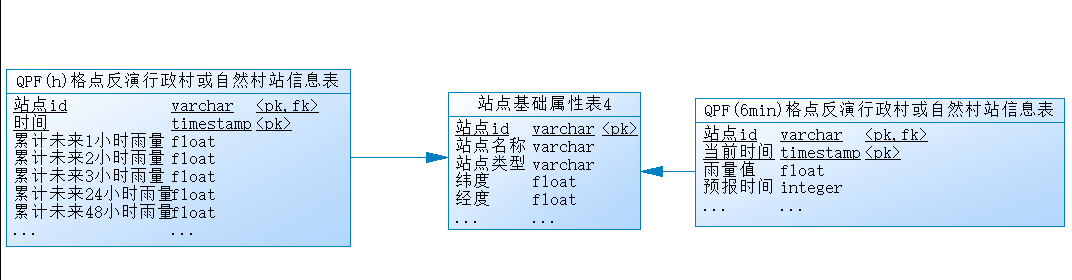 QPF(h)格点反演行政村或自然村站信息表
站点id varchar <pk,fk>
时间 timestamp <pk>
累计未来1小时雨量 float
累计未来2小时雨量 float
累计未来3小时雨量 float
累计未来24小时雨量 float
累计未来48小时雨量 float
... ...
站点基础属性表4
站点id varchar <pk>
站点名称 varchar
站点类型 varchar
纬度 float
经度 float
... ...
QPF(6min)格点反演行政村或自然村站信息表
站点id varchar <pk,fk>
当前时间 timestamp <pk>
雨量值 float
预报时间 integer
... ...